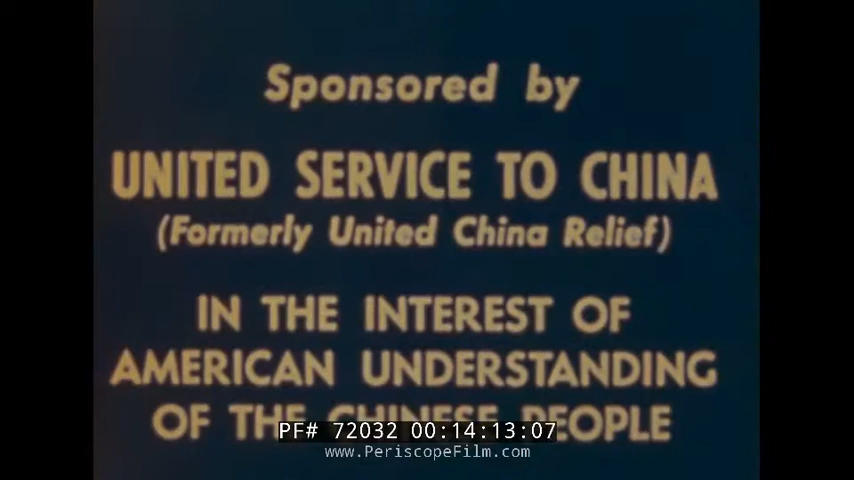 Sponsored by
UNITED SERVICE TO CHINA
(Formerly United China Relief)
IN THE INTEREST OF
AMERICAN UNDERSTANDING
OF THE CHINESE PEOPLE
PF# 72032 00:14:13:07
www.PeriscopeFilm.com